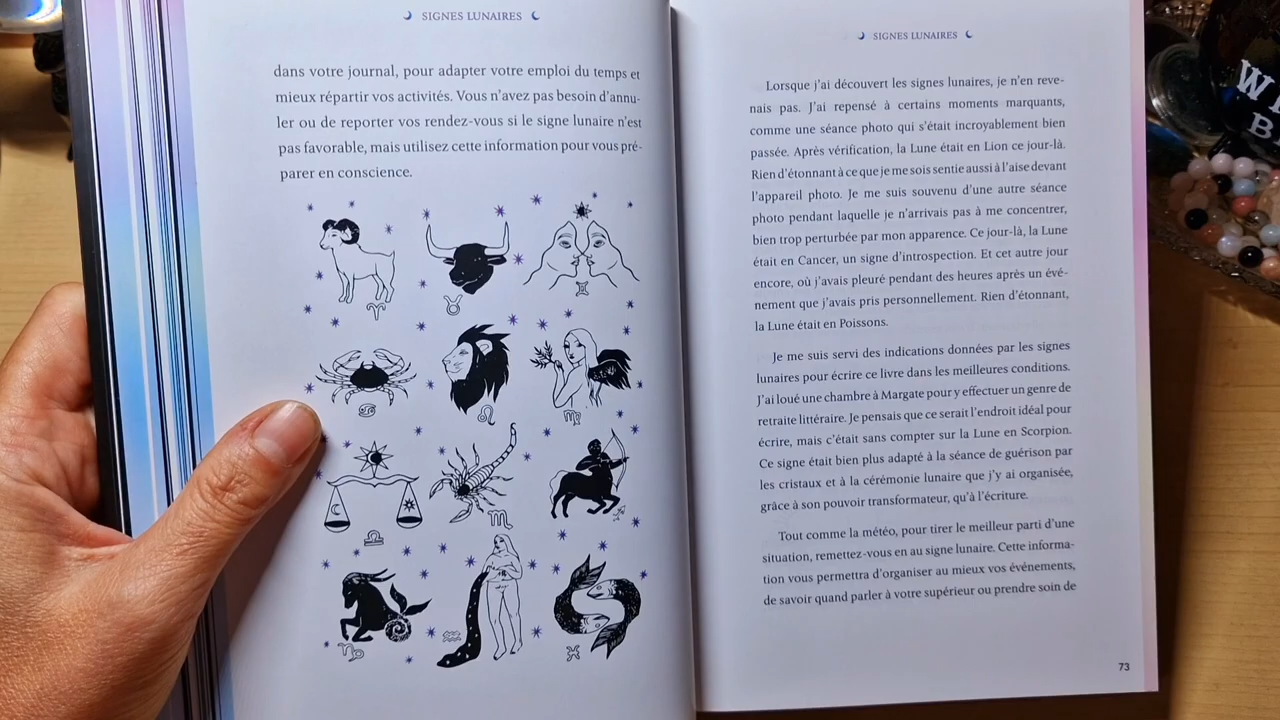 SIGNES LUNAIRES
dans votre journal, pour adapter votre emploi du temps et
mieux répartir vos activités. Vous n'avez pas besoin d'annu-
ler ou de reporter vos rendez-vous si le signe lunaire n'est
pas favorable, mais utilisez cette information pour vous pré-
parer en conscience.
SIGNES LUNAIRES
Lorsque j'ai découvert les signes lunaires, je n'en reve-
nais pas. J'ai repensé à certains moments marquants,
comme une séance photo qui s'était incroyablement bien
passée. Après vérification, la Lune était en Lion ce jour-là.
Rien d'étonnant à ce que je me sois sentie aussi à l'aise devant
l'appareil photo. Je me suis souvenu d'une autre séance
photo pendant laquelle je n'arrivais pas à me concentrer,
bien trop perturbée par mon apparence. Ce jour-là, la Lune
était en Cancer, un signe d'introspection. Et cet autre jour
encore, où j'avais pleuré pendant des heures après un évé-
nement que j'avais pris personnellement. Rien d'étonnant,
la Lune était en Poissons.
Je me suis servi des indications données par les signes
lunaires pour écrire ce livre dans les meilleures conditions.
J'ai loué une chambre à Margate pour y effectuer un genre de
retraite littéraire. Je pensais que ce serait l'endroit idéal pour
écrire, mais c'était sans compter sur la Lune en Scorpion.
Ce signe était bien plus adapté à la séance de guérison par
les cristaux et à la cérémonie lunaire que j'y ai organisée,
grâce à son pouvoir transformateur, qu'à l'écriture.
Tout comme la météo, pour tirer le meilleur parti d'une
situation, remettez-vous en au signe lunaire. Cette informa-
tion vous permettra d'organiser au mieux vos événements,
de savoir quand parler à votre supérieur ou prendre soin de
73